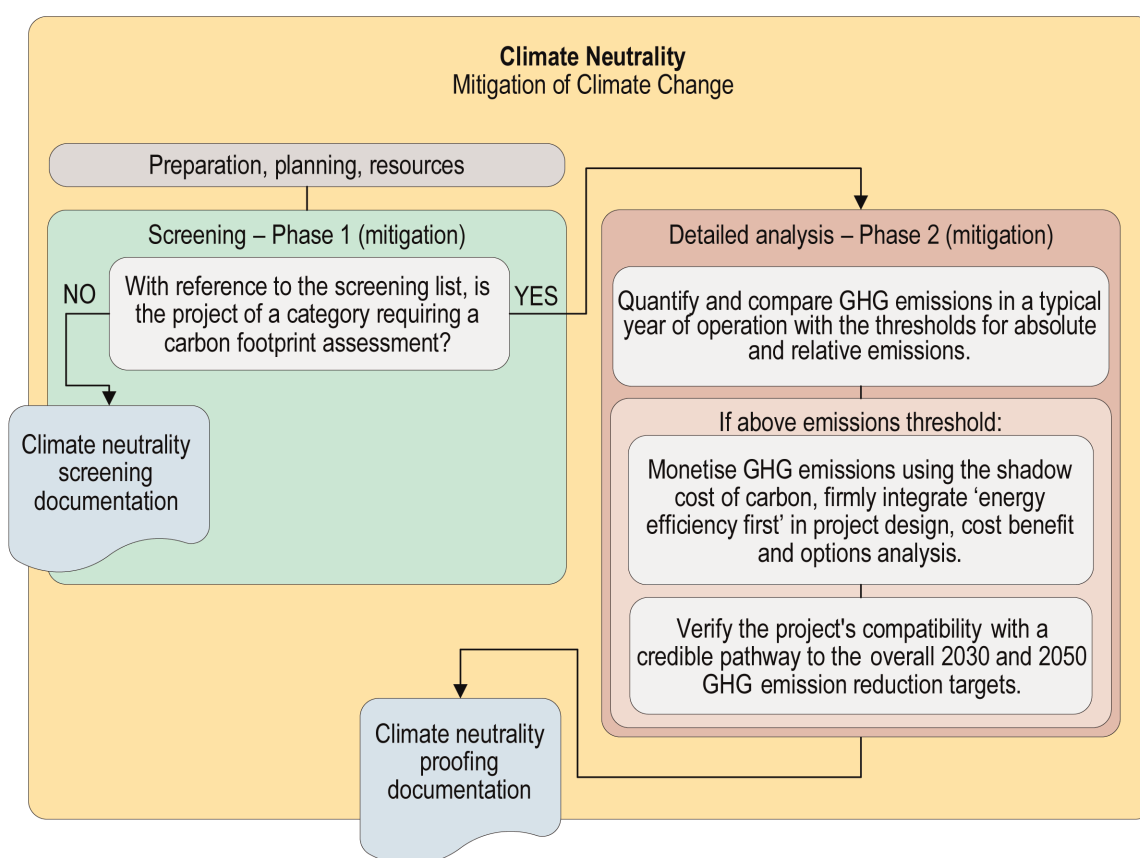 Climate Neutrality
Mitigation of Climate Change
Preparation, planning, resources
Screening – Phase 1 (mitigation)
NO
With reference to the screening list, is
the project of a category requiring a
carbon footprint assessment?
YES
Climate neutrality
screening
documentation
Detailed analysis – Phase 2 (mitigation)
Quantify and compare GHG emissions in a typical
year of operation with the thresholds for absolute
and relative emissions.
If above emissions threshold:
Monetise GHG emissions using the shadow
cost of carbon, firmly integrate ‘energy
efficiency first’ in project design, cost benefit
and options analysis.
Verify the project's compatibility with a
credible pathway to the overall 2030 and 2050
GHG emission reduction targets.
Climate neutrality
proofing
documentation